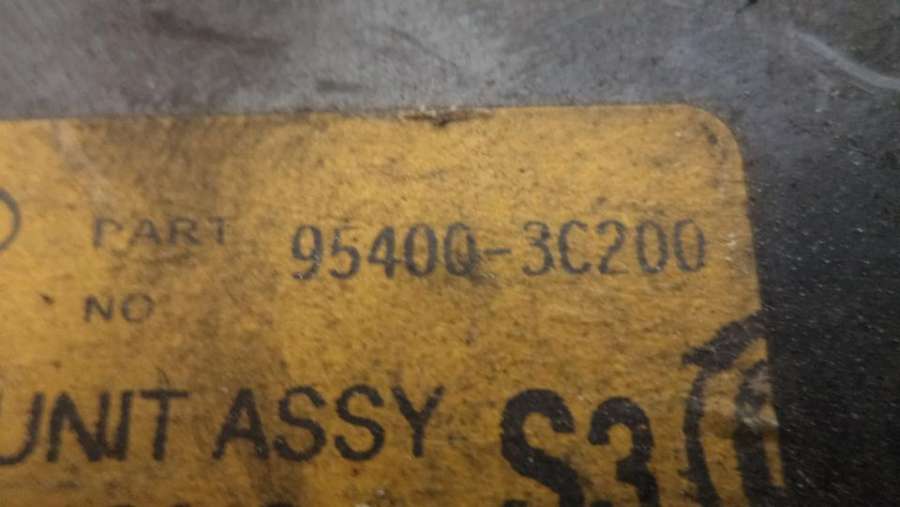 PART 95400-3C200
NO
UNIT ASSY S3